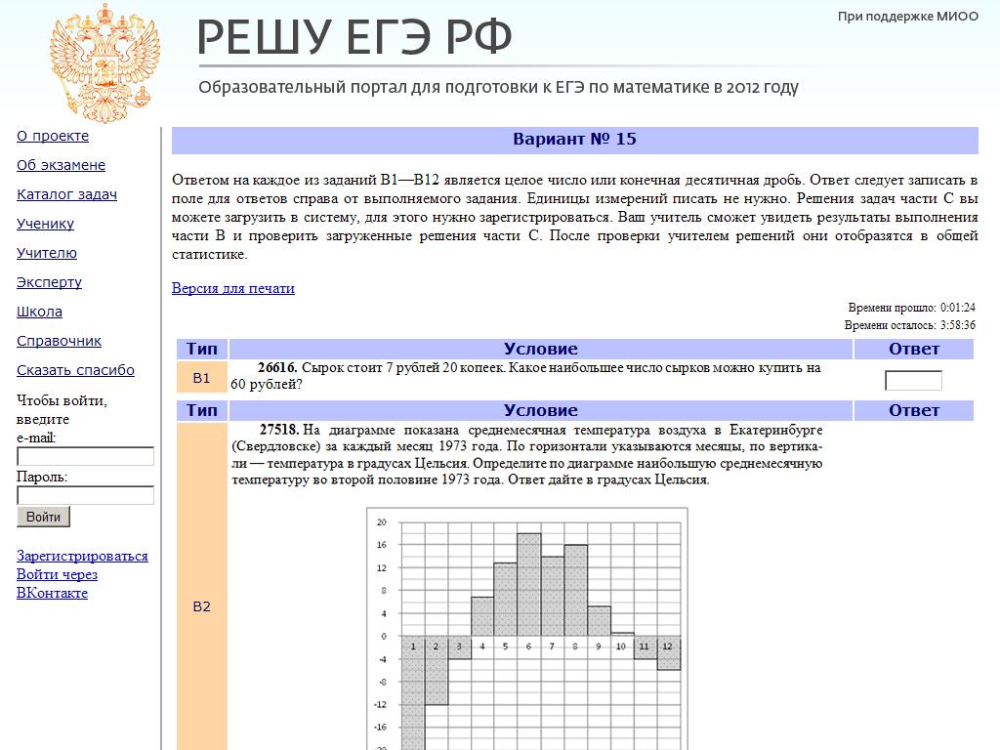 РЕШУ ЕГЭ РФ
При поддержке МИОО
Образовательный портал для подготовки к ЕГЭ по математике в 2012 году
О проекте
Об экзамене
Каталог задач
Ученику
Учителю
Эксперту
Школа
Справочник
Сказать спасибо
Чтобы войти,
введите
e-mail:
Пароль:
Войти
Зарегистрироваться
Войти через
ВКонтакте
Вариант № 15
Ответом на каждое из заданий В1—В12 является целое число или конечная десятичная дробь. Ответ следует записать в
поле для ответов справа от выполняемого задания. Единицы измерений писать не нужно. Решения задач части С вы
можете загрузить в систему, для этого нужно зарегистрироваться. Ваш учитель сможет увидеть результаты выполнения
части В и проверить загруженные решения части С. После проверки учителем решений они отобразятся в общей
статистике.
Версия для печати
Времени прошло: 0:01:24
Времени осталось: 3:58:36
Тип Условие Ответ
B1
26616. Сырок стоит 7 рублей 20 копеек. Какое наибольшее число сырков можно купить на
60 рублей?
Тип Условие Ответ
B2
27518. На диаграмме показана среднемесячная температура воздуха в Екатеринбурге
(Свердловске) за каждый месяц 1973 года. По горизонтали указываются месяцы, по вертика-
ли — температура в градусах Цельсия. Определите по диаграмме наибольшую среднемесячную
температуру во второй половине 1973 года. Ответ дайте в градусах Цельсия.
20
16
12
8
4
0
1 2 3 4 5 6 7 8 9 10 11 12
-4
-8
-12
-16
-20